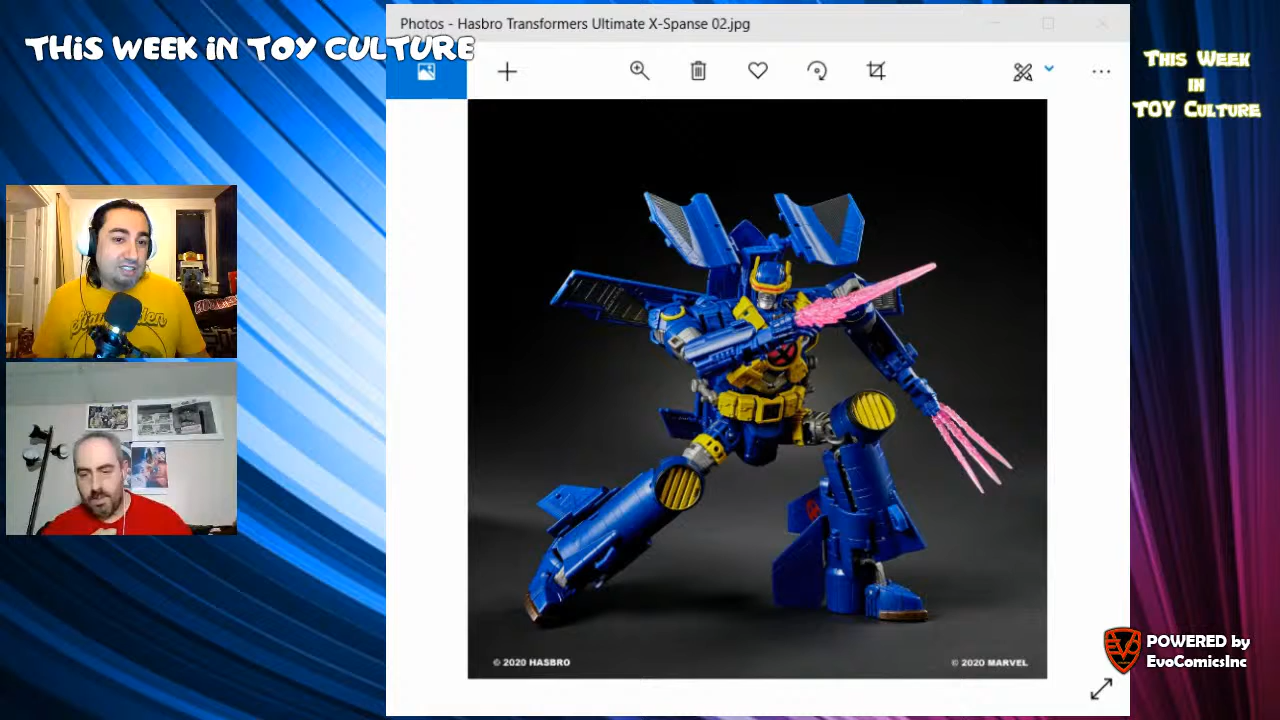 Photos - Hasbro Transformers Ultimate X-Spanse 02.jpg
THiS WEEK iN TOY CULTURE
This Week
in
TOY Culture
© 2020 HASBRO
© 2020 MARVEL
EVO
POWERED by
EvoComicsInc